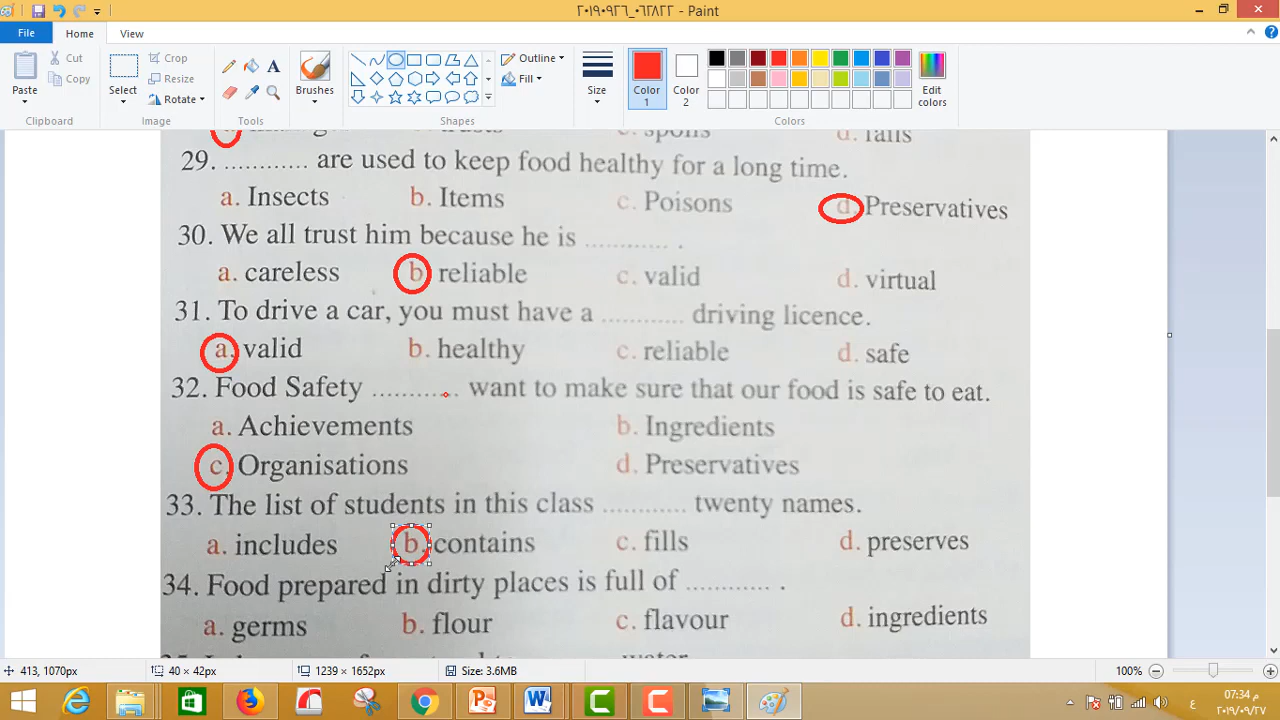 ٢٠١٩٠٩٢٦_٠٦٢٨٢٢ - Paint
File Home View
Paste Cut Copy Clipboard
Select Crop Resize Rotate Image
Tools
Brushes
Outline Fill Shapes
Size
Color 1 Color 2 Edit colors Colors
d. falls
29. ............ are used to keep food healthy for a long time.
a. Insects b. Items c. Poisons d. Preservatives
30. We all trust him because he is ............ .
a. careless b. reliable c. valid d. virtual
31. To drive a car, you must have a ............ driving licence.
a. valid b. healthy c. reliable d. safe
32. Food Safety ............ want to make sure that our food is safe to eat.
a. Achievements b. Ingredients
c. Organisations d. Preservatives
33. The list of students in this class ............ twenty names.
a. includes b. contains c. fills d. preserves
34. Food prepared in dirty places is full of ............ .
a. germs b. flour c. flavour d. ingredients
water
413, 1070px 40 × 42px 1239 × 1652px Size: 3.6MB 100%
ع
07:34 م
٢٠١٩/٠٩/٢٧